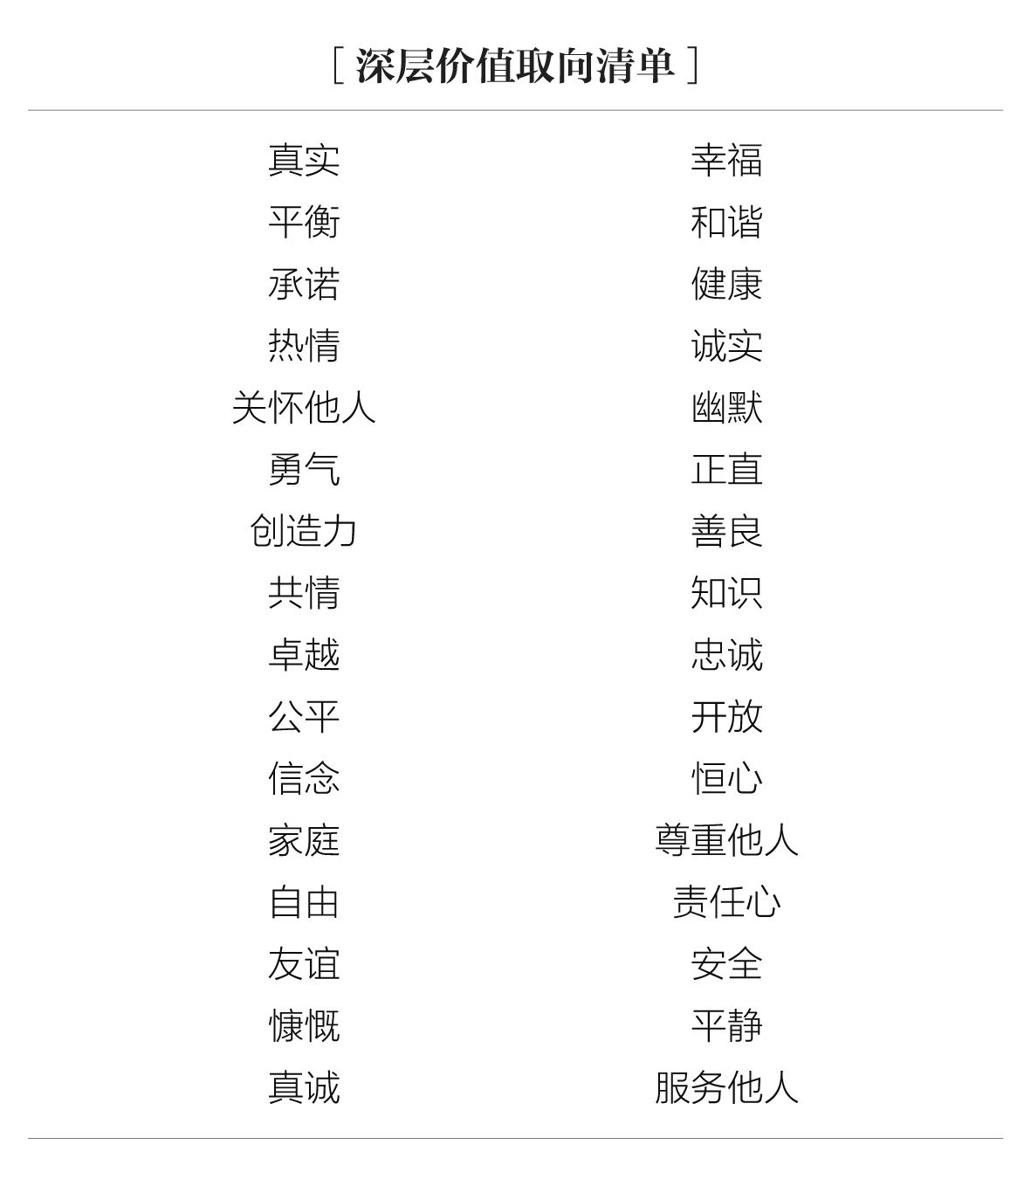 [ 深层价值取向清单 ]
真实 幸福
平衡 和谐
承诺 健康
热情 诚实
关怀他人 幽默
勇气 正直
创造力 善良
共情 知识
卓越 忠诚
公平 开放
信念 恒心
家庭 尊重他人
自由 责任心
友谊 安全
慷慨 平静
真诚 服务他人